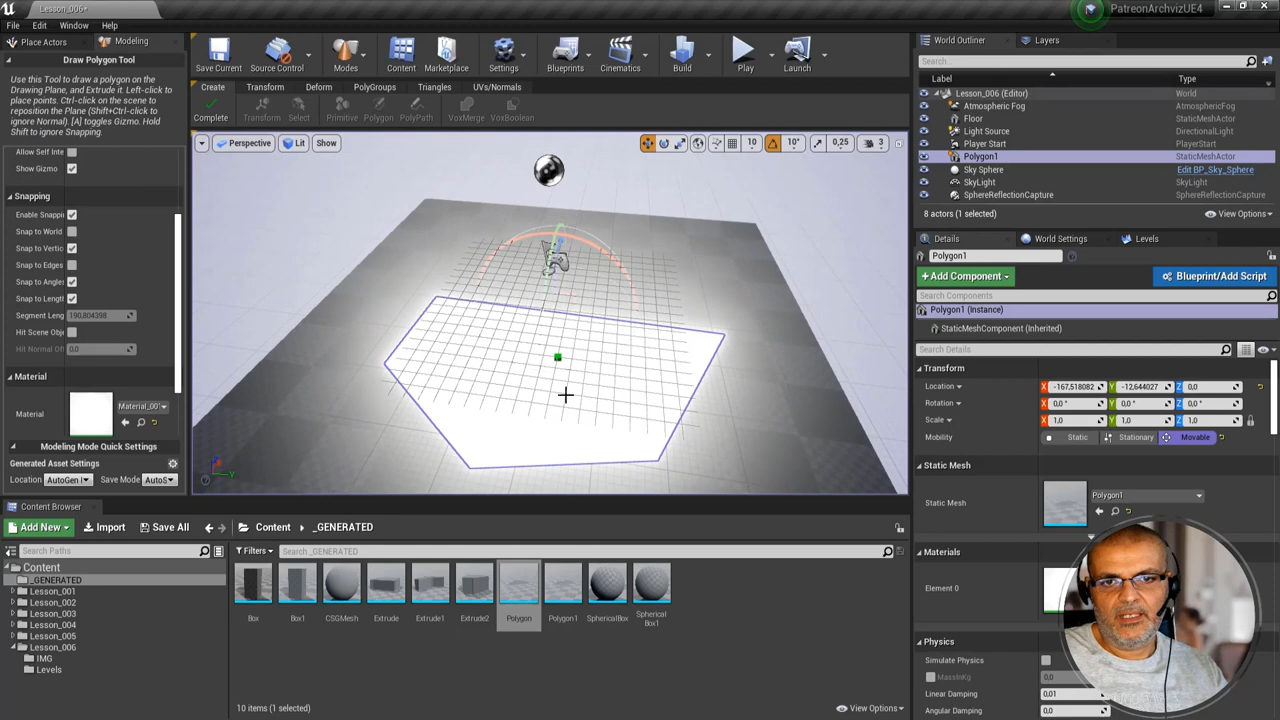 Lesson_006*
PatreonArchvizUE4
File Edit Window Help
Place Actors Modeling
Draw Polygon Tool
Use this Tool to draw a polygon on the
Drawing Plane, and Extrude it. Left-click to
place points. Ctrl-click on the scene to
reposition the Plane (Shift+Ctrl-click to
ignore Normal). [A] toggles Gizmo. Hold
Shift to ignore Snapping.
Allow Self Inte
Show Gizmo
Snapping
Enable Snappi
Snap to World
Snap to Vertic
Snap to Edges
Snap to Angles
Snap to Length
Segment Leng 190,804398
Hit Scene Obj
Hit Normal Of 0,0
Material
Material Material_00
Modeling Mode Quick Settings
Generated Asset Settings
Location AutoGen Save Mode AutoS
Save Current Source Control Modes Content Marketplace Settings Blueprints Cinematics Build Play Launch
Create Transform Deform PolyGroups Triangles UVs/Normals
Complete Transform Select Primitive Polygon PolyPath VoxMerge VoxBoolean
Perspective Lit Show 10 10° 0,25 3
World Outliner Layers
Search...
Label Type
Lesson_006 (Editor) World
Atmospheric Fog AtmosphericFog
Floor StaticMeshActor
Light Source DirectionalLight
Player Start PlayerStart
Polygon1 StaticMeshActor
Sky Sphere Edit BP_Sky_Sphere
SkyLight SkyLight
SphereReflectionCapture SphereReflectionCapture
8 actors (1 selected) View Options
Details World Settings Levels
Polygon1
+Add Component Blueprint/Add Script
Search Components
Polygon1 (Instance)
StaticMeshComponent (Inherited)
Search Details
Transform
Location X -167,518082 Y -12,644027 Z 0,0
Rotation X 0,0 ° Y 0,0 ° Z 0,0 °
Scale X 1,0 Y 1,0 Z 1,0
Mobility Static Stationary Movable
Static Mesh
Static Mesh Polygon1
Materials
Element 0
Physics
Simulate Physics
MassInKg
Linear Damping 0,01
Angular Damping 0,0
Content Browser
Add New Import Save All Content _GENERATED
Search Paths Filters Search _GENERATED
Content
_GENERATED
Lesson_001
Lesson_002
Lesson_003
Lesson_004
Lesson_005
Lesson_006
IMG
Levels
Box Box1 CSGMesh Extrude Extrude1 Extrude2 Polygon Polygon1 SphericalBox Spherical
Box1
10 items (1 selected) View Options